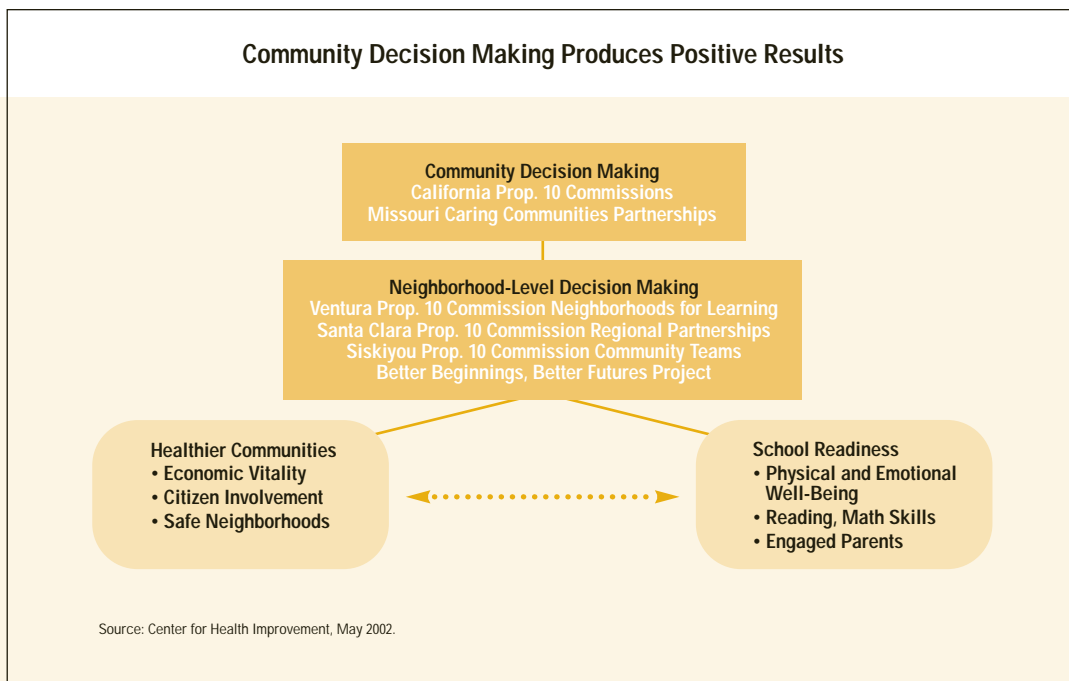 Community Decision Making Produces Positive Results
Community Decision Making
California Prop. 10 Commissions
Missouri Caring Communities Partnerships
Neighborhood-Level Decision Making
Ventura Prop. 10 Commission Neighborhoods for Learning
Santa Clara Prop. 10 Commission Regional Partnerships
Siskiyou Prop. 10 Commission Community Teams
Better Beginnings, Better Futures Project
Healthier Communities
• Economic Vitality
• Citizen Involvement
• Safe Neighborhoods
School Readiness
• Physical and Emotional
Well-Being
• Reading, Math Skills
• Engaged Parents
Source: Center for Health Improvement, May 2002.